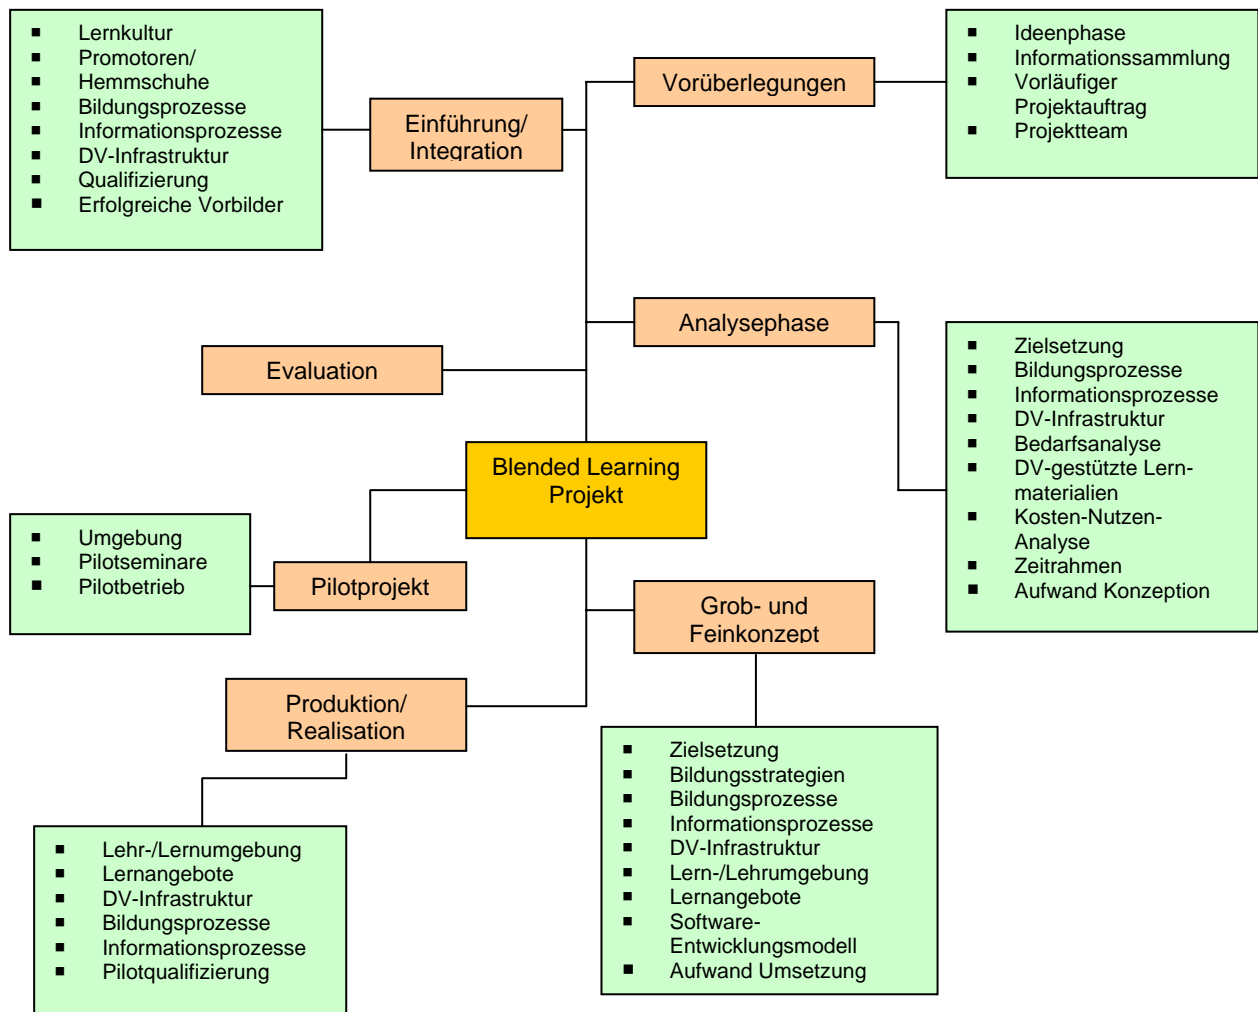 Lernkultur
Promotoren/
Hemmschuhe
Bildungsprozesse
Informationsprozesse
DV-Infrastruktur
Qualifizierung
Erfolgreiche Vorbilder
Einführung/
Integration
Vorüberlegungen
Ideenphase
Informationssammlung
Vorläufiger
Projektauftrag
Projektteam
Analysephase
Zielsetzung
Bildungsprozesse
Informationsprozesse
DV-Infrastruktur
Bedarfsanalyse
DV-gestützte Lern-
materialien
Kosten-Nutzen-
Analyse
Zeitrahmen
Aufwand Konzeption
Evaluation
Blended Learning
Projekt
Umgebung
Pilotseminare
Pilotbetrieb
Pilotprojekt
Grob- und
Feinkonzept
Produktion/
Realisation
Zielsetzung
Bildungsstrategien
Bildungsprozesse
Informationsprozesse
DV-Infrastruktur
Lern-/Lehrumgebung
Lernangebote
Software-
Entwicklungsmodell
Aufwand Umsetzung
Lehr-/Lernumgebung
Lernangebote
DV-Infrastruktur
Bildungsprozesse
Informationsprozesse
Pilotqualifizierung